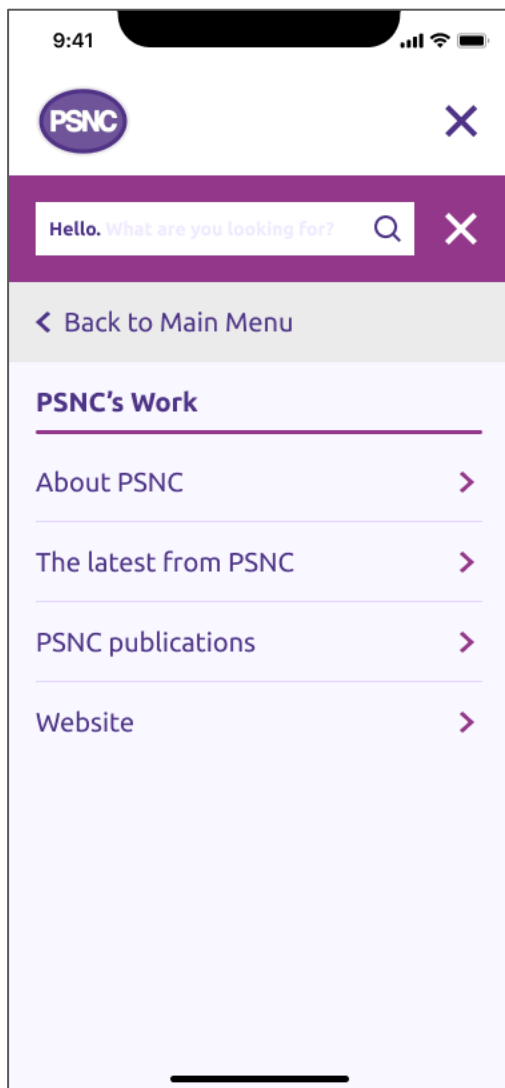 9:41
PSNC
Hello. What are you looking for?
Back to Main Menu
PSNC’s Work
About PSNC
The latest from PSNC
PSNC publications
Website